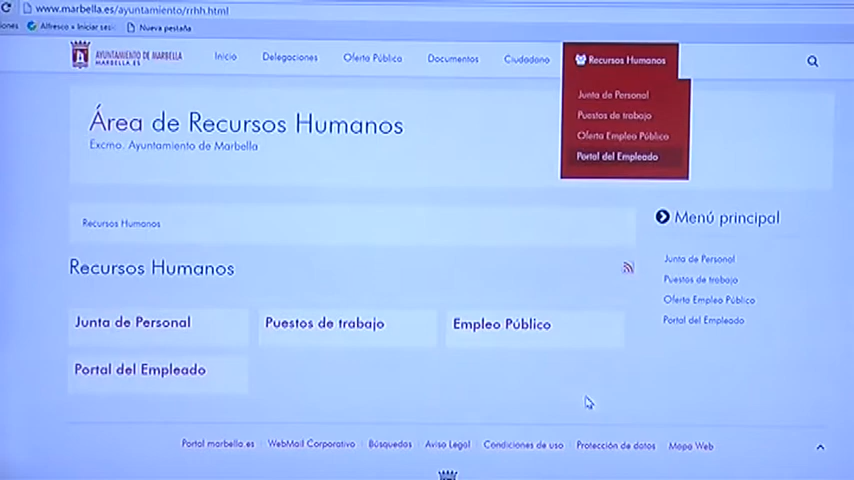 www.marbella.es/ayuntamiento/rrhh.html
iones Alfresco » Iniciar ses Nueva pestaña
AYUNTAMIENTO DE MARBELLA
MARBELLA.ES
Inicio Delegaciones Oferta Pública Documentos Ciudadano Recursos Humanos
Junta de Personal
Puestos de trabajo
Oferta Empleo Público
Portal del Empleado
Área de Recursos Humanos
Excmo. Ayuntamiento de Marbella
Recursos Humanos
Menú principal
Junta de Personal
Puestos de trabajo
Oferta Empleo Público
Portal del Empleado
Recursos Humanos
Junta de Personal Puestos de trabajo Empleo Público
Portal del Empleado
Portal marbella.es WebMail Corporativo Búsquedas Aviso Legal Condiciones de uso Protección de datos Mapa Web